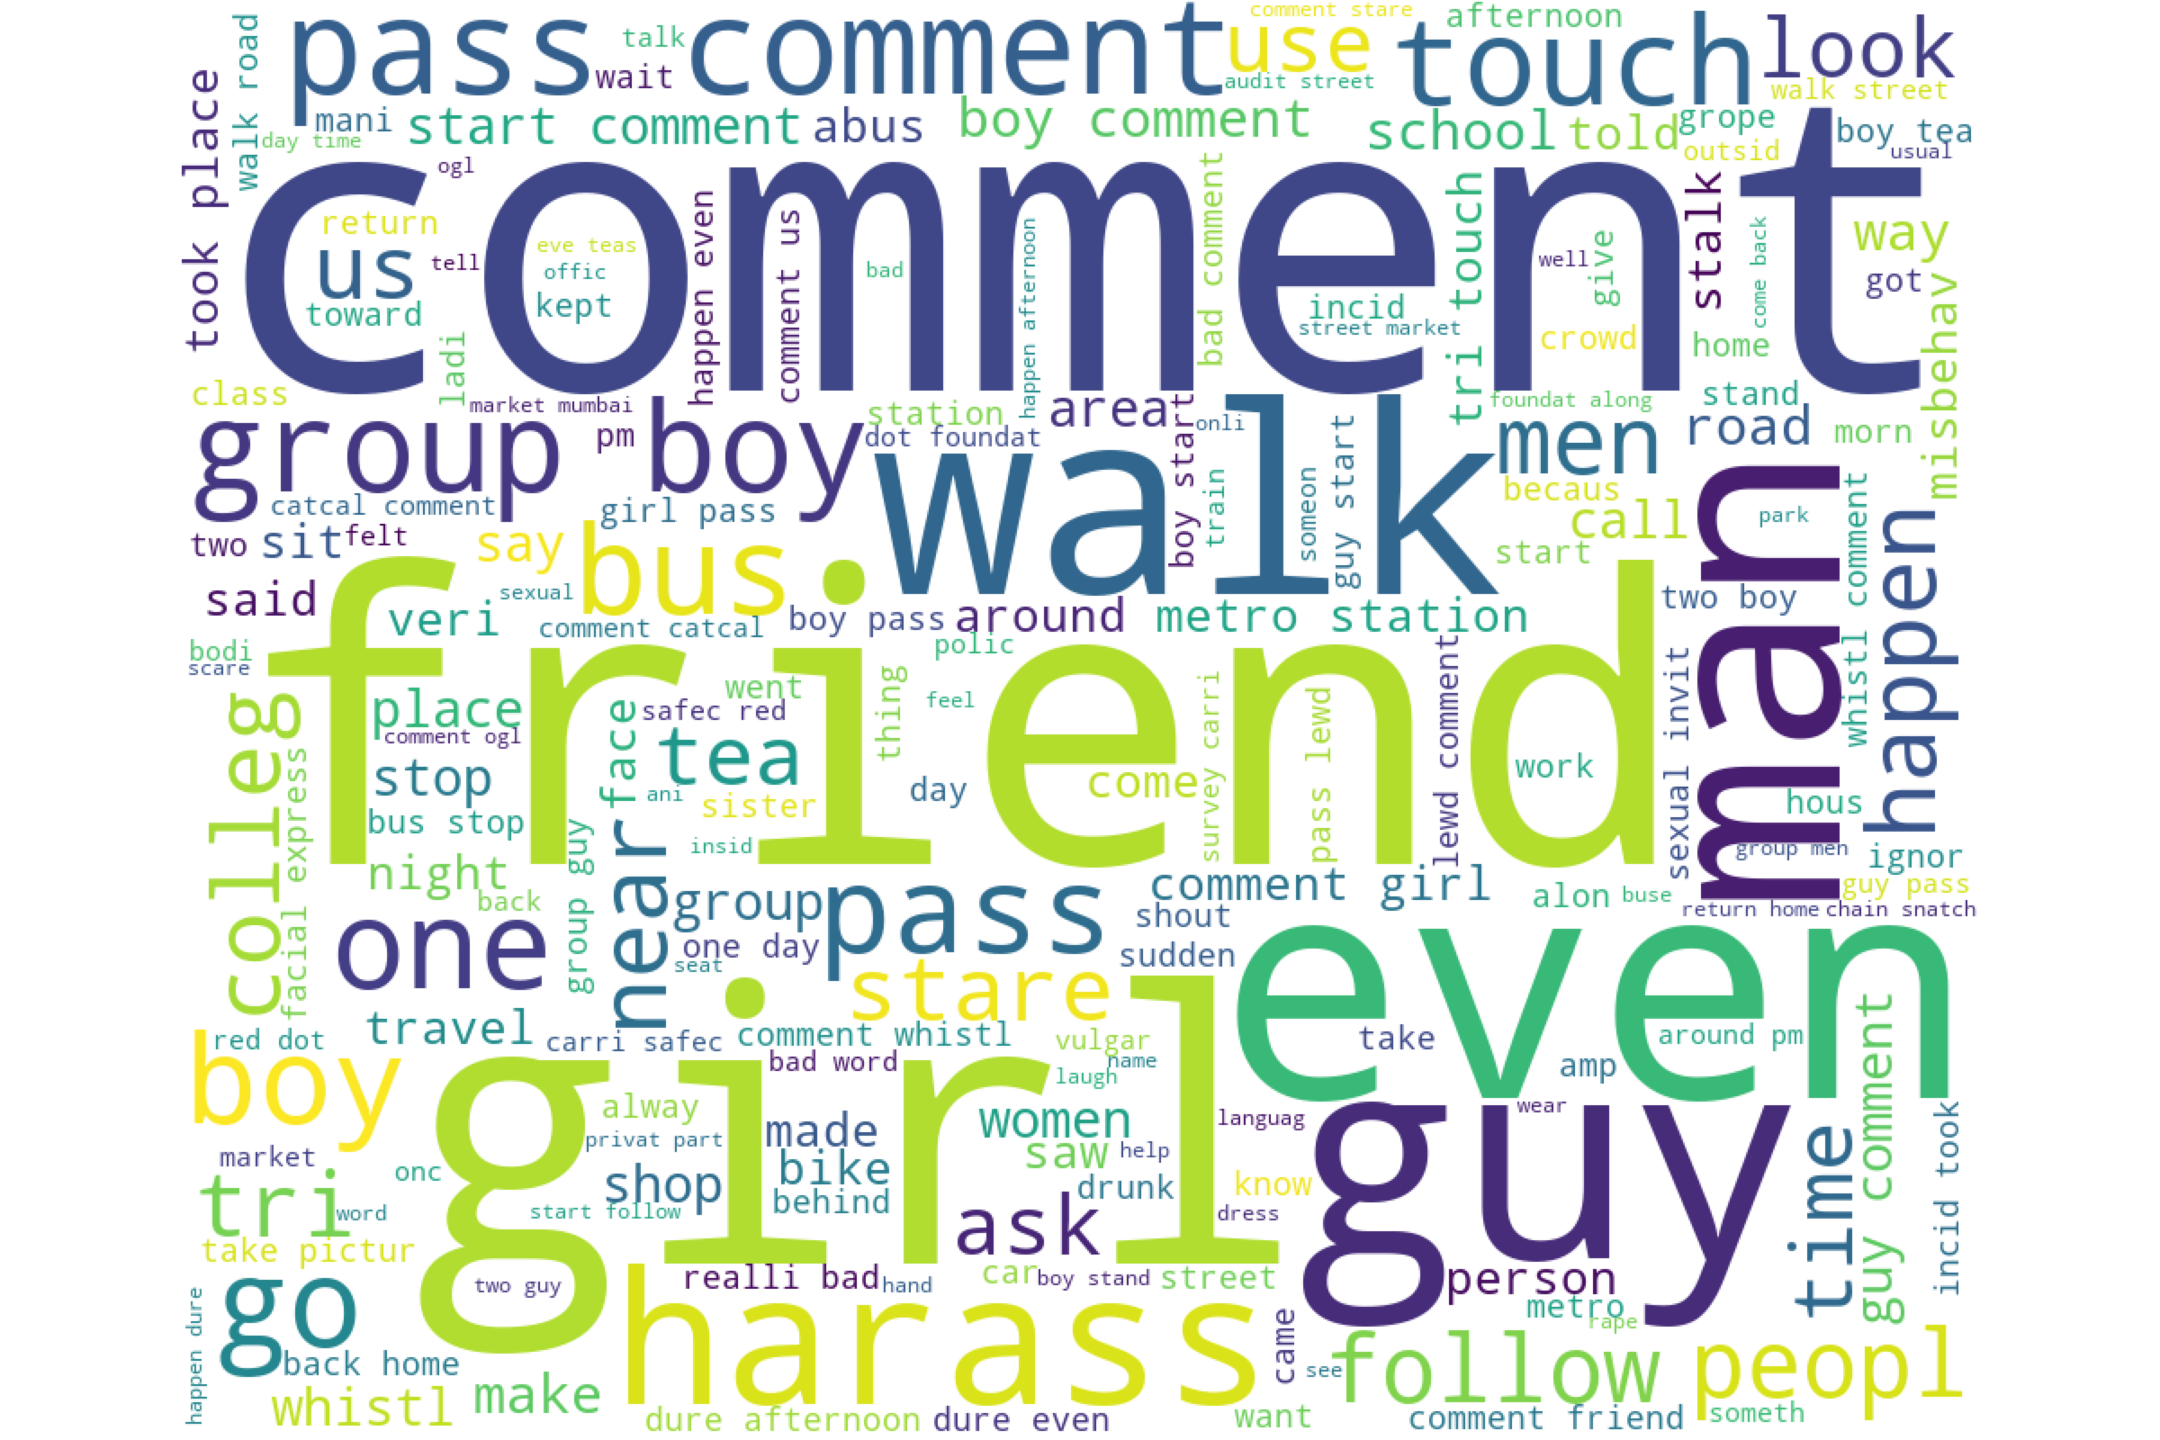 pass comment use touch look
comment stare
afternoon
talk
wait
audit street
walk street
walk road
took place
mani
day time
start comment
abus
boy comment
school
told
grope
boy tea
outsid
usual
comment
ogl
return
us
tell
toward
eve teas
offic
kept
ladi
happen even
comment us
bad
happen afternoon
bad comment
incid
street market
tri touch
well
give
crowd
stalk
come back
home
way
got
misbehav
class
market mumbai
group boy
pm
station
dot foundat
area
boy start
onli
walk
train
someon
guy start
foundat along
men
stand
road
morn
becaus
call
start
man
park
whistl comment
happen
catcal comment
girl pass
two
sit
felt
say
bus
said
sexual
veri
comment catcal
boy pass
around
metro station
two boy
bodi
scare
friend
polic
colleg
facial express
place
comment ogl
stop
bus stop
face
safec red
went
tea
ani
sister
thing
feel
day
come
survey carri
pass lewd
lewd comment
work
sexual invit
hous
group men
ignor
night
insid
back
group guy
near
group
pass
comment girl
shout
alon
buse
guy pass
return home
chain snatch
one
one day
seat
stare
sudden
even
travel
red dot
carri safec
comment whistl
vulgar
name
take
around pm
amp
boy
bad word
laugh
girl
alway
privat part
made
women
languag
wear
guy
time
guy comment
incid took
market
onc
tri
word
shop
bike
behind
saw
help
drunk
know
dress
start follow
ask
take pictur
two guy
realli bad
hand
car
boy stand
street
person
metro
rape
happen dure
go
back home
harass
came
see
follow
peopl
whistl
make
dure afternoon
dure even
want
comment friend
someth